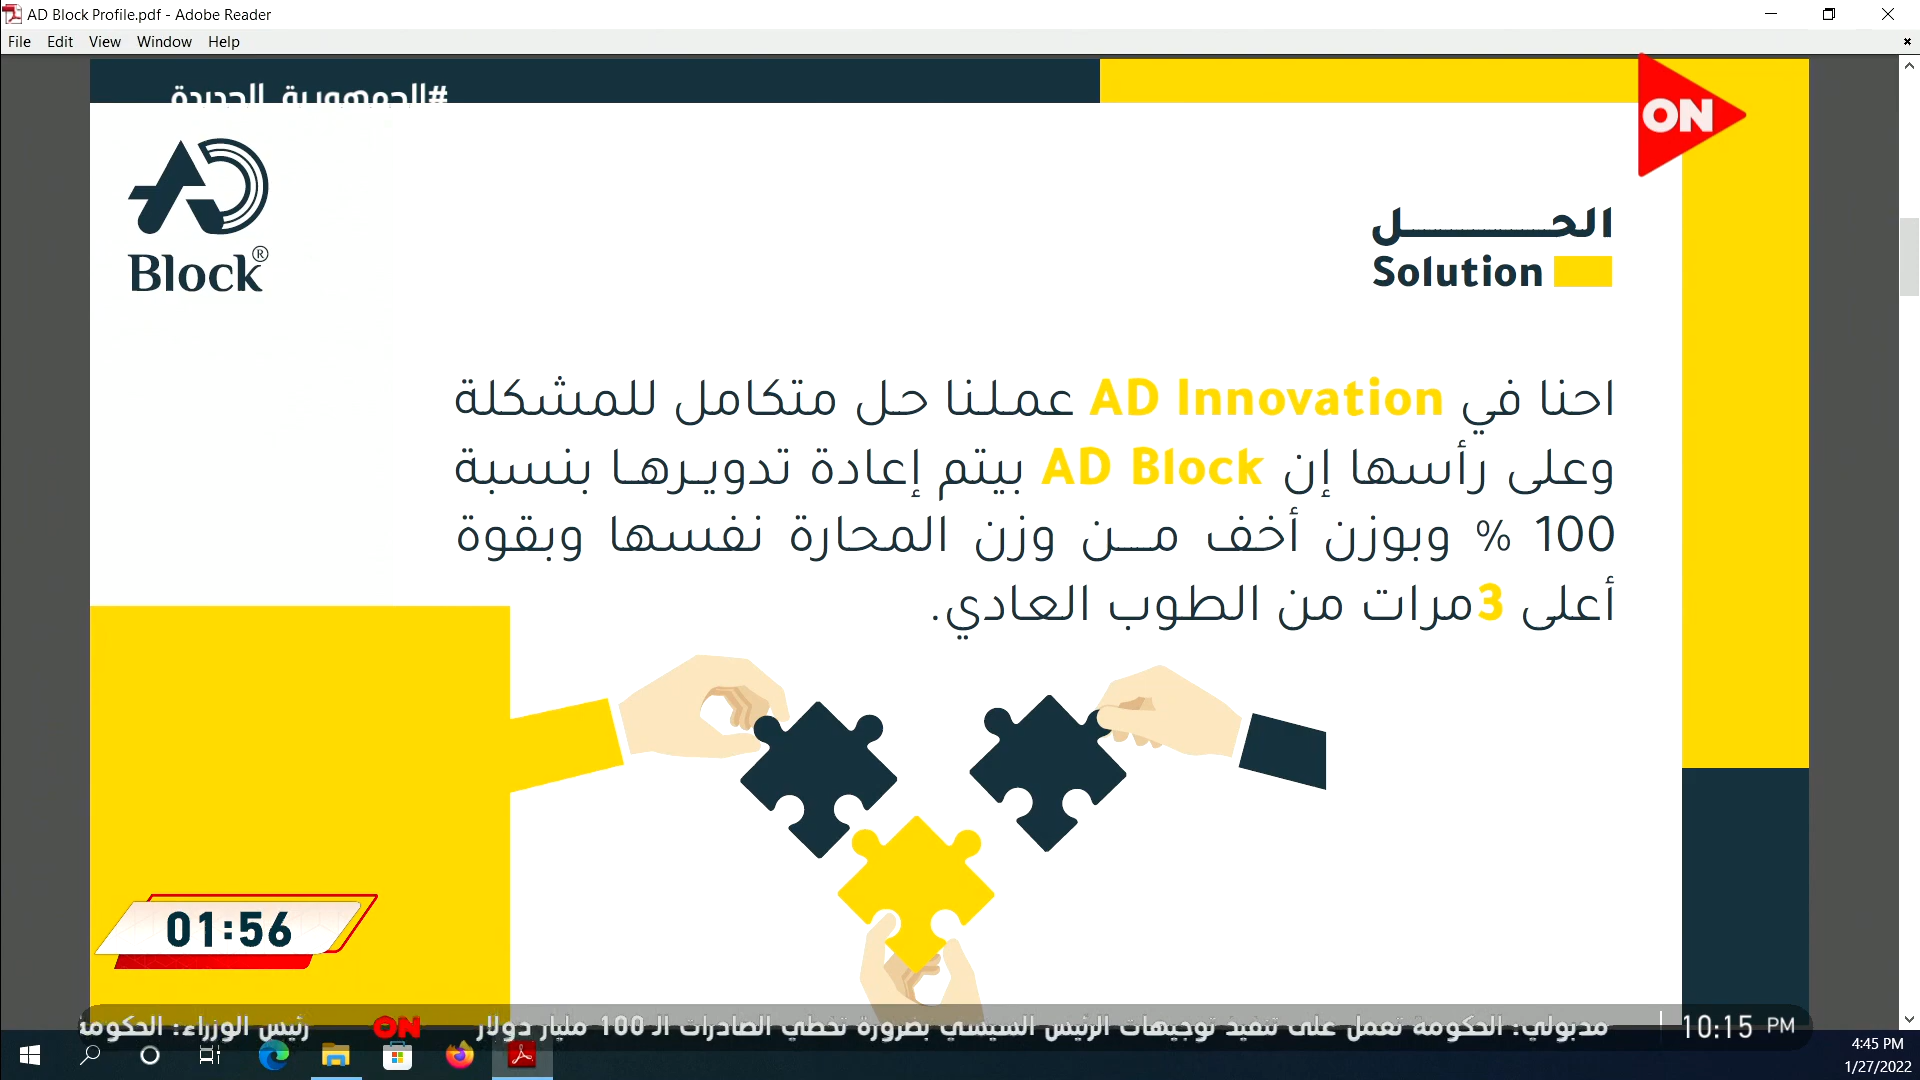 AD Block Profile.pdf - Adobe Reader
File Edit View Window Help
#الجمهورية_الجديدة
ON
AD
Block®
الحـــــــــل
Solution
احنا في AD Innovation عملنا حل متكامل للمشكلة
وعلى رأسها إن AD Block بيتم إعادة تدويرها بنسبة
100 % وبوزن أخف من وزن المحارة نفسها وبقوة
أعلى 3مرات من الطوب العادي.
01:56
مدبولي: الحكومة تعمل على تنفيذ توجيهات الرئيس السيسي بضرورة تخطي الصادرات الـ 100 مليار دولار ON رئيس الوزراء: الحكومة
10:15 PM
4:45 PM
1/27/2022